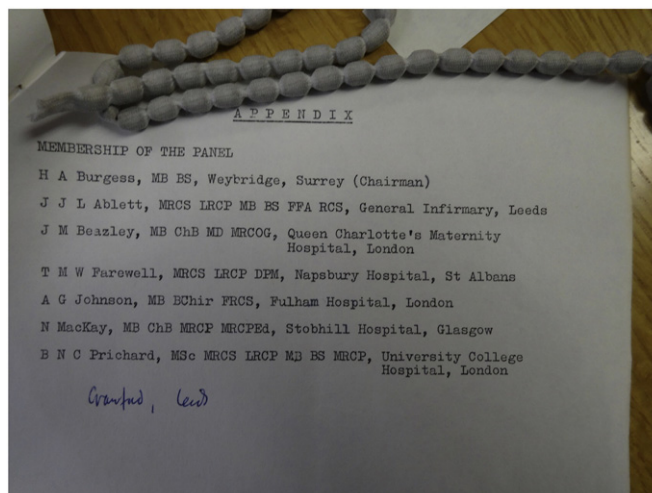 APPENDIX
MEMBERSHIP OF THE PANEL
H A Burgess, MB BS, Weybridge, Surrey (Chairman)
J J L Ablett, MRCS LRCP MB BS FFA RCS, General Infirmary, Leeds
J M Beazley, MB ChB MD MRCOG, Queen Charlotte's Maternity
Hospital, London
T M W Farewell, MRCS LRCP DPM, Napsbury Hospital, St Albans
A G Johnson, MB BChir FRCS, Fulham Hospital, London
N MacKay, MB ChB MRCP MRCPEd, Stobhill Hospital, Glasgow
B N C Prichard, MSc MRCS LRCP MB BS MRCP, University College
Hospital, London
Crawford, Leeds